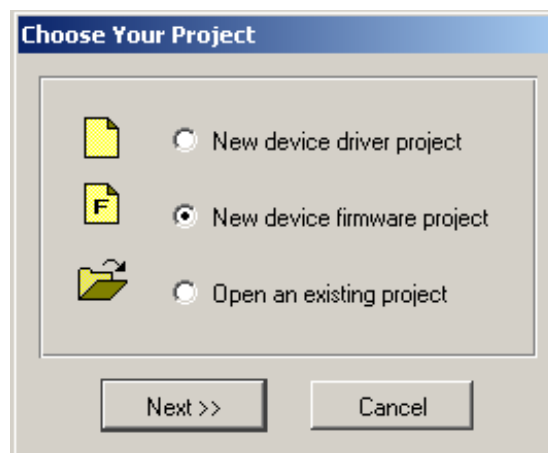 Choose Your Project
New device driver project
F
New device firmware project
Open an existing project
Next >>
Cancel